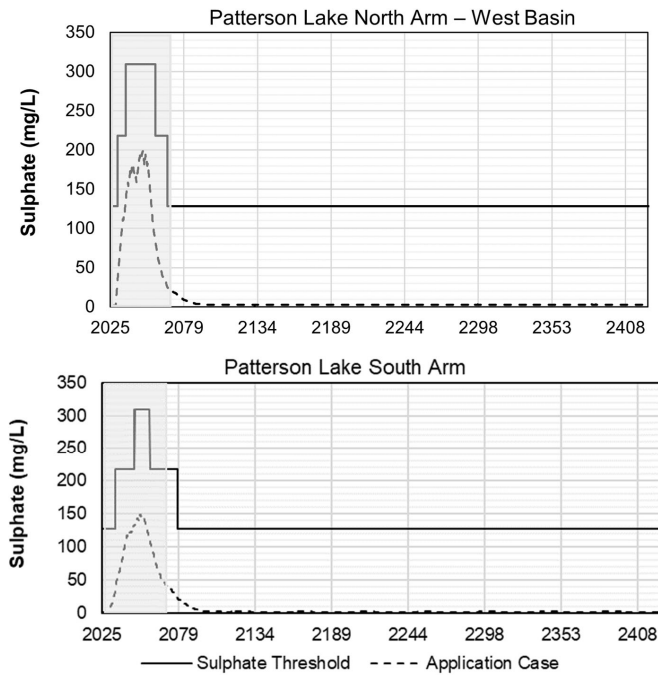 Patterson Lake North Arm – West Basin
Sulphate (mg/L)
350
300
250
200
150
100
50
0
2025 2079 2134 2189 2244 2298 2353 2408
Patterson Lake South Arm
Sulphate (mg/L)
350
300
250
200
150
100
50
0
2025 2079 2134 2189 2244 2298 2353 2408
Sulphate Threshold Application Case